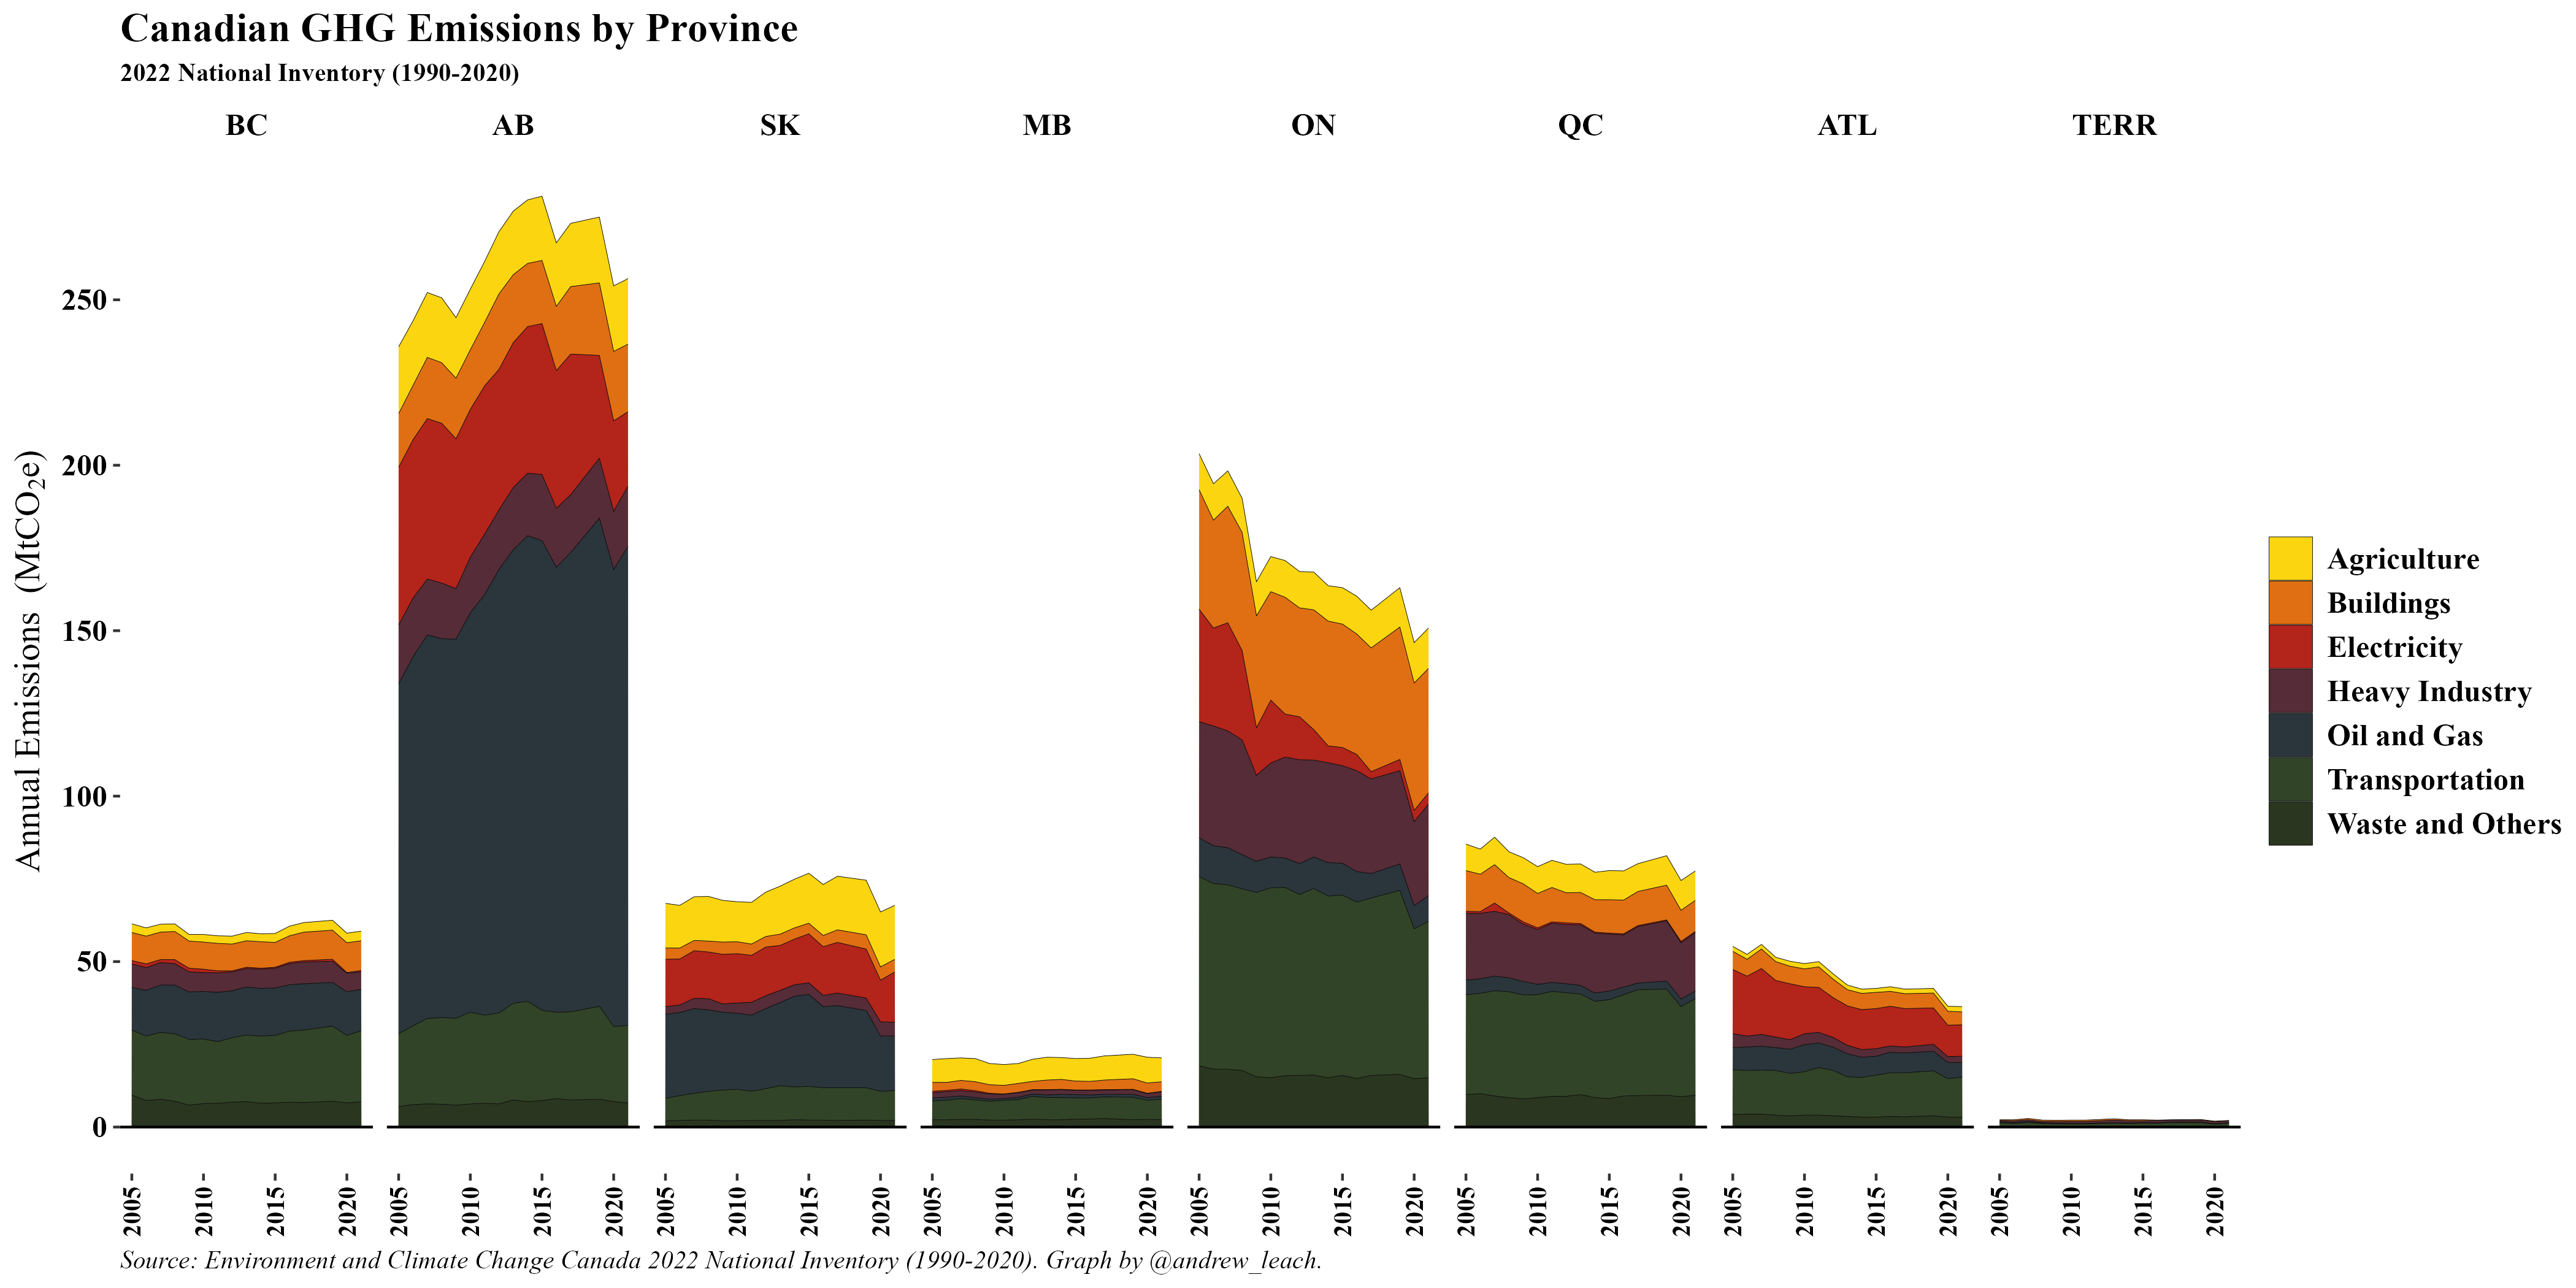 Canadian GHG Emissions by Province
2022 National Inventory (1990-2020)
BC AB SK MB ON QC ATL TERR
Annual Emissions (MtCO₂e)
250
200
150
100
50
0
Agriculture
Buildings
Electricity
Heavy Industry
Oil and Gas
Transportation
Waste and Others
2005 2010 2015 2020 2005 2010 2015 2020 2005 2010 2015 2020 2005 2010 2015 2020 2005 2010 2015 2020 2005 2010 2015 2020 2005 2010 2015 2020 2005 2010 2015 2020
Source: Environment and Climate Change Canada 2022 National Inventory (1990-2020). Graph by @andrew_leach.